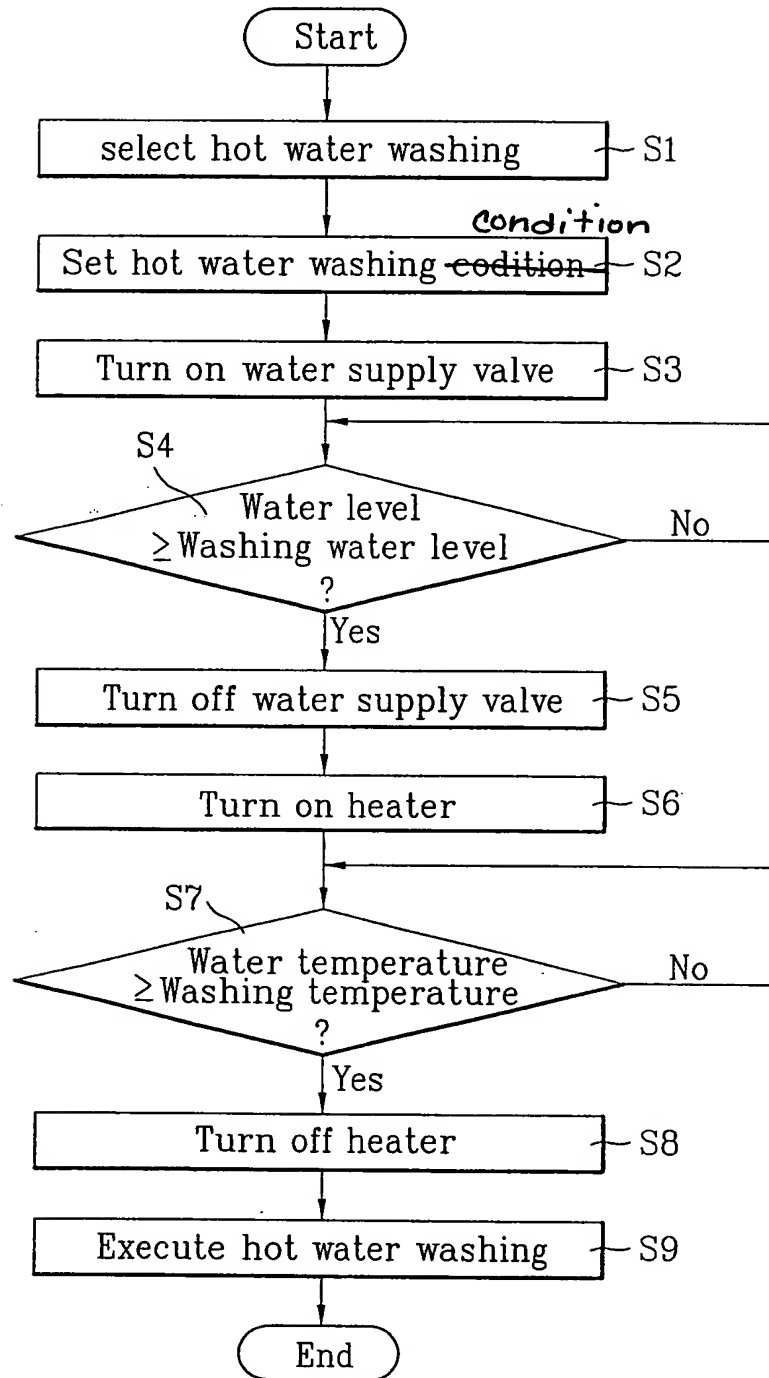 Start
select hot water washing
S1
condition
Set hot water washing codition
S2
Turn on water supply valve
S3
S4
Water level
≥Washing water level
?
No
Yes
Turn off water supply valve
S5
Turn on heater
S6
S7
Water temperature
≥Washing temperature
?
No
Yes
Turn off heater
S8
Execute hot water washing
S9
End